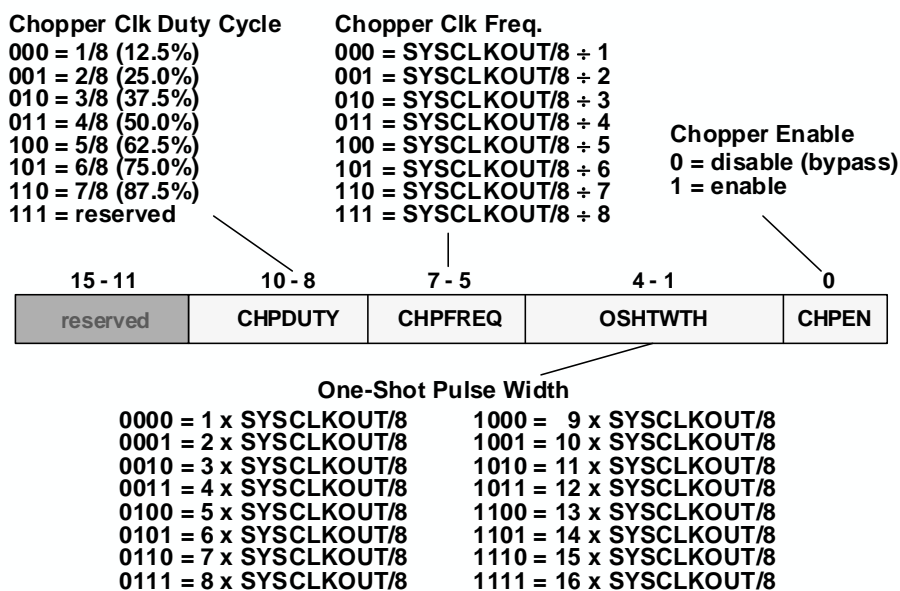 Chopper Clk Duty Cycle
000 = 1/8 (12.5%)
001 = 2/8 (25.0%)
010 = 3/8 (37.5%)
011 = 4/8 (50.0%)
100 = 5/8 (62.5%)
101 = 6/8 (75.0%)
110 = 7/8 (87.5%)
111 = reserved
Chopper Clk Freq.
000 = SYSCLKOUT/8 ÷ 1
001 = SYSCLKOUT/8 ÷ 2
010 = SYSCLKOUT/8 ÷ 3
011 = SYSCLKOUT/8 ÷ 4
100 = SYSCLKOUT/8 ÷ 5
101 = SYSCLKOUT/8 ÷ 6
110 = SYSCLKOUT/8 ÷ 7
111 = SYSCLKOUT/8 ÷ 8
Chopper Enable
0 = disable (bypass)
1 = enable
15 - 11 10 - 8 7 - 5 4 - 1 0
reserved CHPDUTY CHPFREQ OSHTWTH CHPEN
One-Shot Pulse Width
0000 = 1 x SYSCLKOUT/8
0001 = 2 x SYSCLKOUT/8
0010 = 3 x SYSCLKOUT/8
0011 = 4 x SYSCLKOUT/8
0100 = 5 x SYSCLKOUT/8
0101 = 6 x SYSCLKOUT/8
0110 = 7 x SYSCLKOUT/8
0111 = 8 x SYSCLKOUT/8
1000 = 9 x SYSCLKOUT/8
1001 = 10 x SYSCLKOUT/8
1010 = 11 x SYSCLKOUT/8
1011 = 12 x SYSCLKOUT/8
1100 = 13 x SYSCLKOUT/8
1101 = 14 x SYSCLKOUT/8
1110 = 15 x SYSCLKOUT/8
1111 = 16 x SYSCLKOUT/8